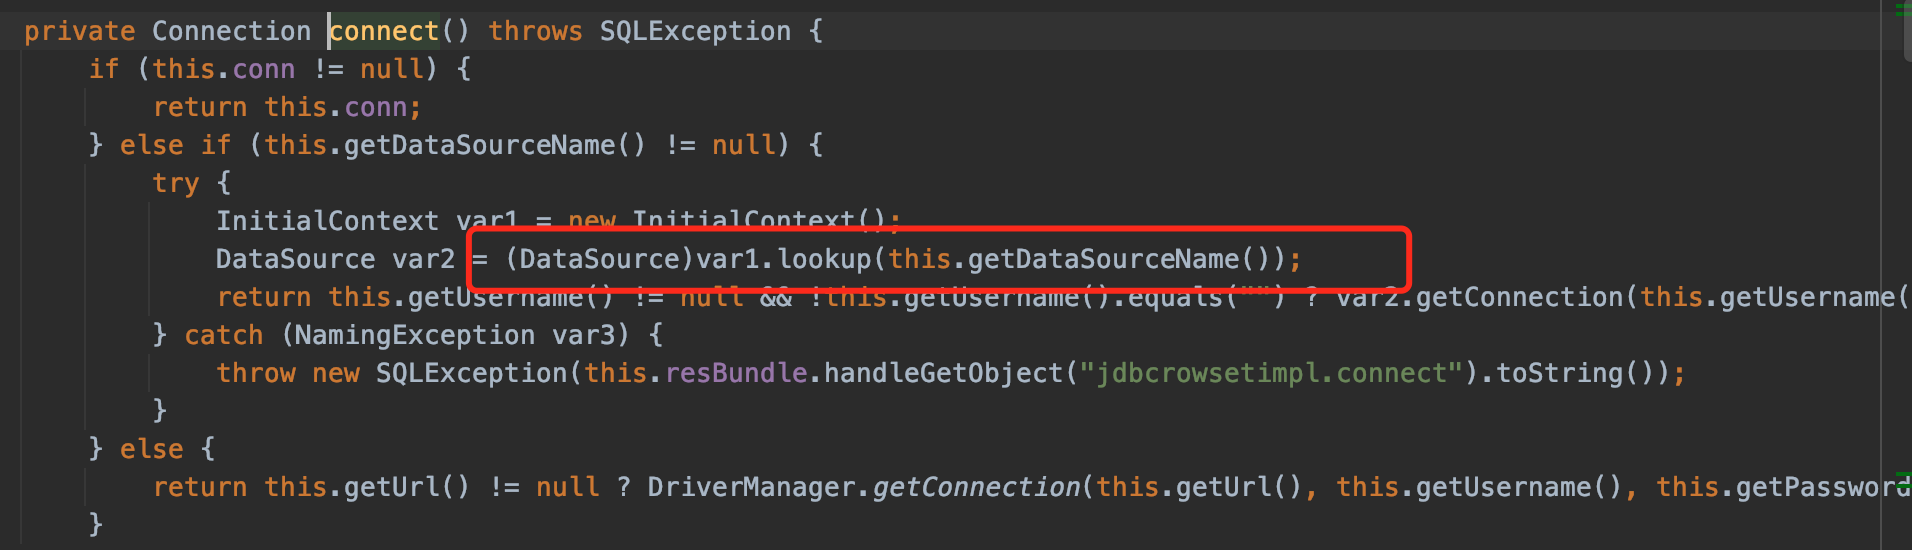 private Connection connect() throws SQLException {
if (this.conn != null) {
return this.conn;
} else if (this.getDataSourceName() != null) {
try {
InitialContext var1 = new InitialContext();
DataSource var2 = (DataSource)var1.lookup(this.getDataSourceName());
return this.getUsername() != null && !this.getUsername().equals("") ? var2.getConnection(this.getUsername(
} catch (NamingException var3) {
throw new SQLException(this.resBundle.handleGetObject("jdbcrowsetimpl.connect").toString());
}
} else {
return this.getUrl() != null ? DriverManager.getConnection(this.getUrl(), this.getUsername(), this.getPassword
}